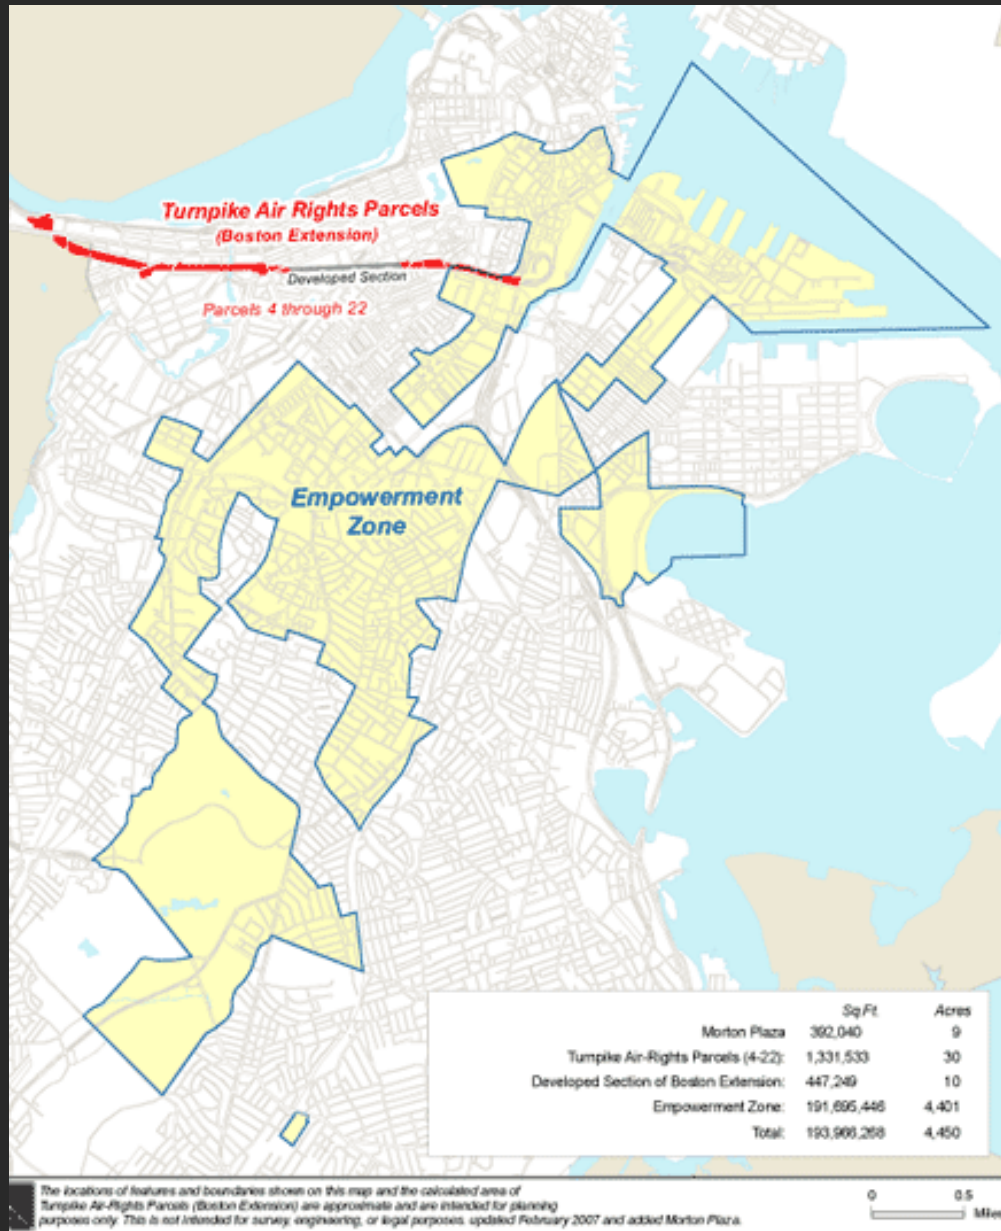 Turnpike Air Rights Parcels
(Boston Extension)
Developed Section
Parcels 4 through 22
Empowerment
Zone
Sq.Ft. Acres
Morton Plaza 392,040 9
Turnpike Air-Rights Parcels (4-22): 1,331,533 30
Developed Section of Boston Extension: 447,249 10
Empowerment Zone: 191,695,446 4,401
Total: 193,966,268 4,450
The locations of features and boundaries shown on this map and the calculated area of
Turnpike Air-Rights Parcels (Boston Extension) are approximate and are intended for planning
purposes only. This is not intended for survey, engineering, or legal purposes. updated February 2007 and added Morton Plaza.
0 0.5
Miles